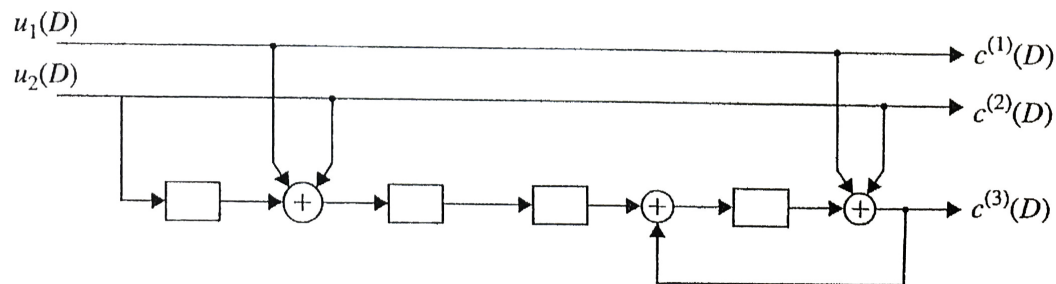 u₁(D)
c⁽¹⁾(D)
u₂(D)
c⁽²⁾(D)
+ + +
c⁽³⁾(D)